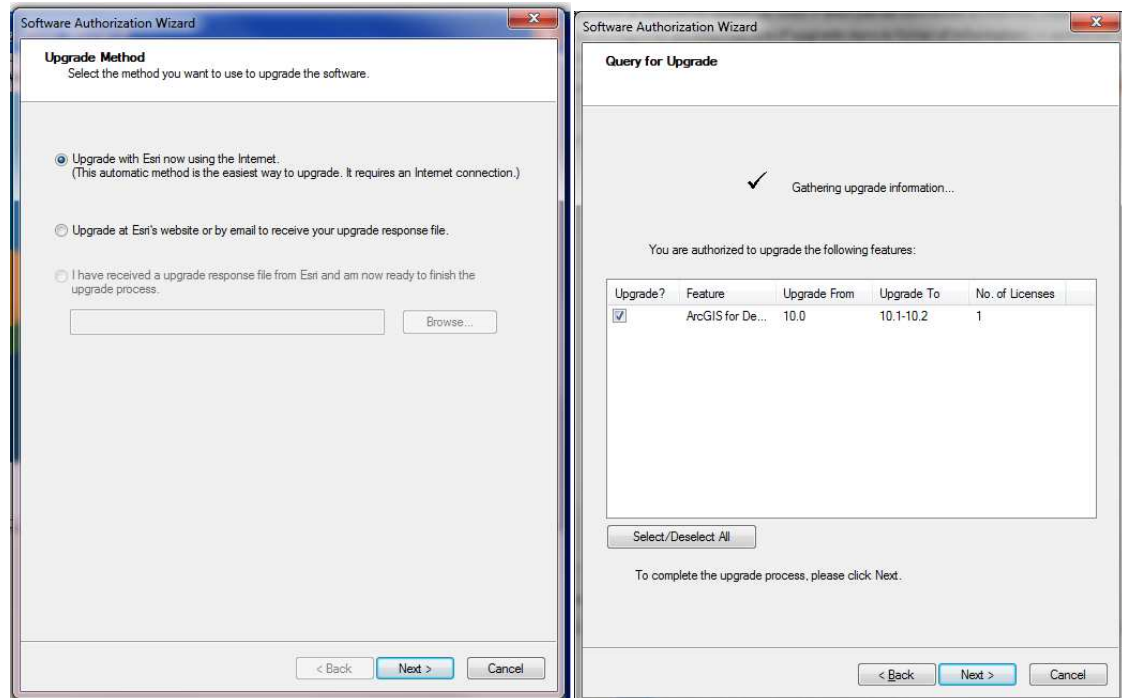 Software Authorization Wizard
Upgrade Method
Select the method you want to use to upgrade the software.
Upgrade with Esri now using the Internet.
(This automatic method is the easiest way to upgrade. It requires an Internet connection.)
Upgrade at Esri's website or by email to receive your upgrade response file.
I have received a upgrade response file from Esri and am now ready to finish the
upgrade process.
Browse...
< Back Next > Cancel
Software Authorization Wizard
Query for Upgrade
Gathering upgrade information...
You are authorized to upgrade the following features:
Upgrade? Feature Upgrade From Upgrade To No. of Licenses
ArcGIS for De... 10.0 10.1-10.2 1
Select/Deselect All
To complete the upgrade process, please click Next.
< Back Next > Cancel